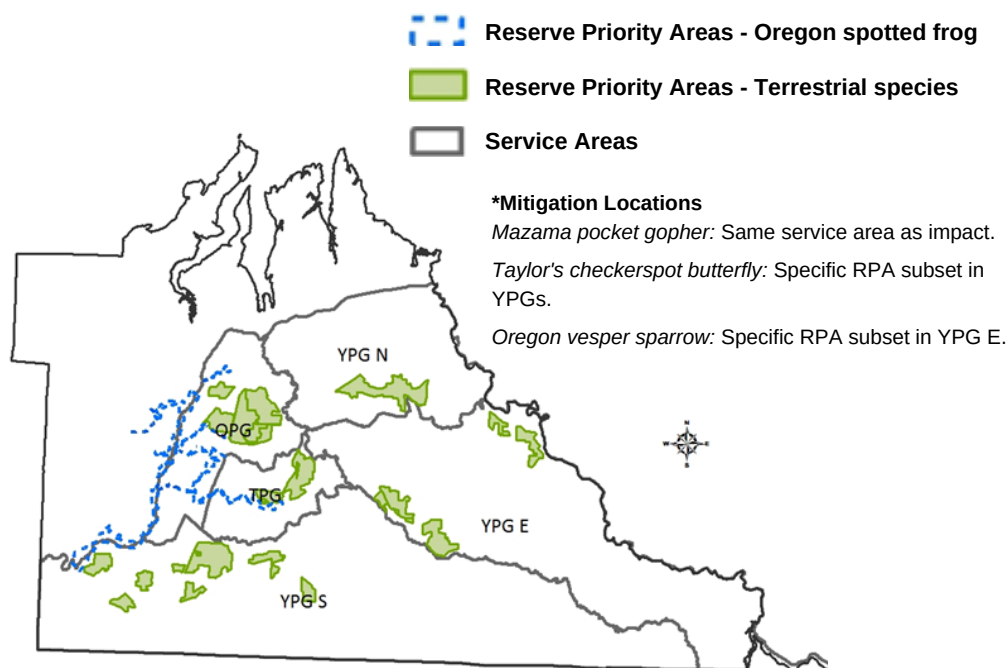 Reserve Priority Areas - Oregon spotted frog
Reserve Priority Areas - Terrestrial species
Service Areas
*Mitigation Locations
Mazama pocket gopher: Same service area as impact.
Taylor's checkerspot butterfly: Specific RPA subset in
YPGs.
Oregon vesper sparrow: Specific RPA subset in YPG E.
YPG N
OPG
N
W E
S
TPG
YPG E
YPG S